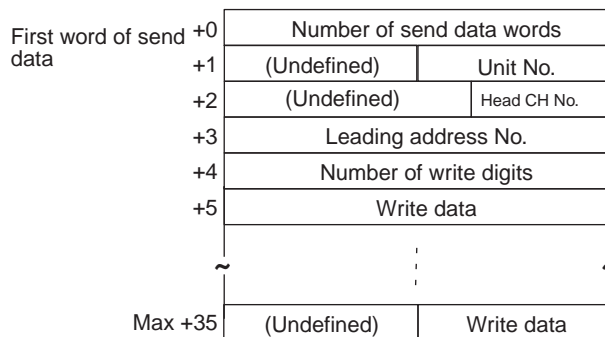 First word of send
data
+0 Number of send data words
+1 (Undefined) Unit No.
+2 (Undefined) Head CH No.
+3 Leading address No.
+4 Number of write digits
+5 Write data
~ ~
Max +35 (Undefined) Write data